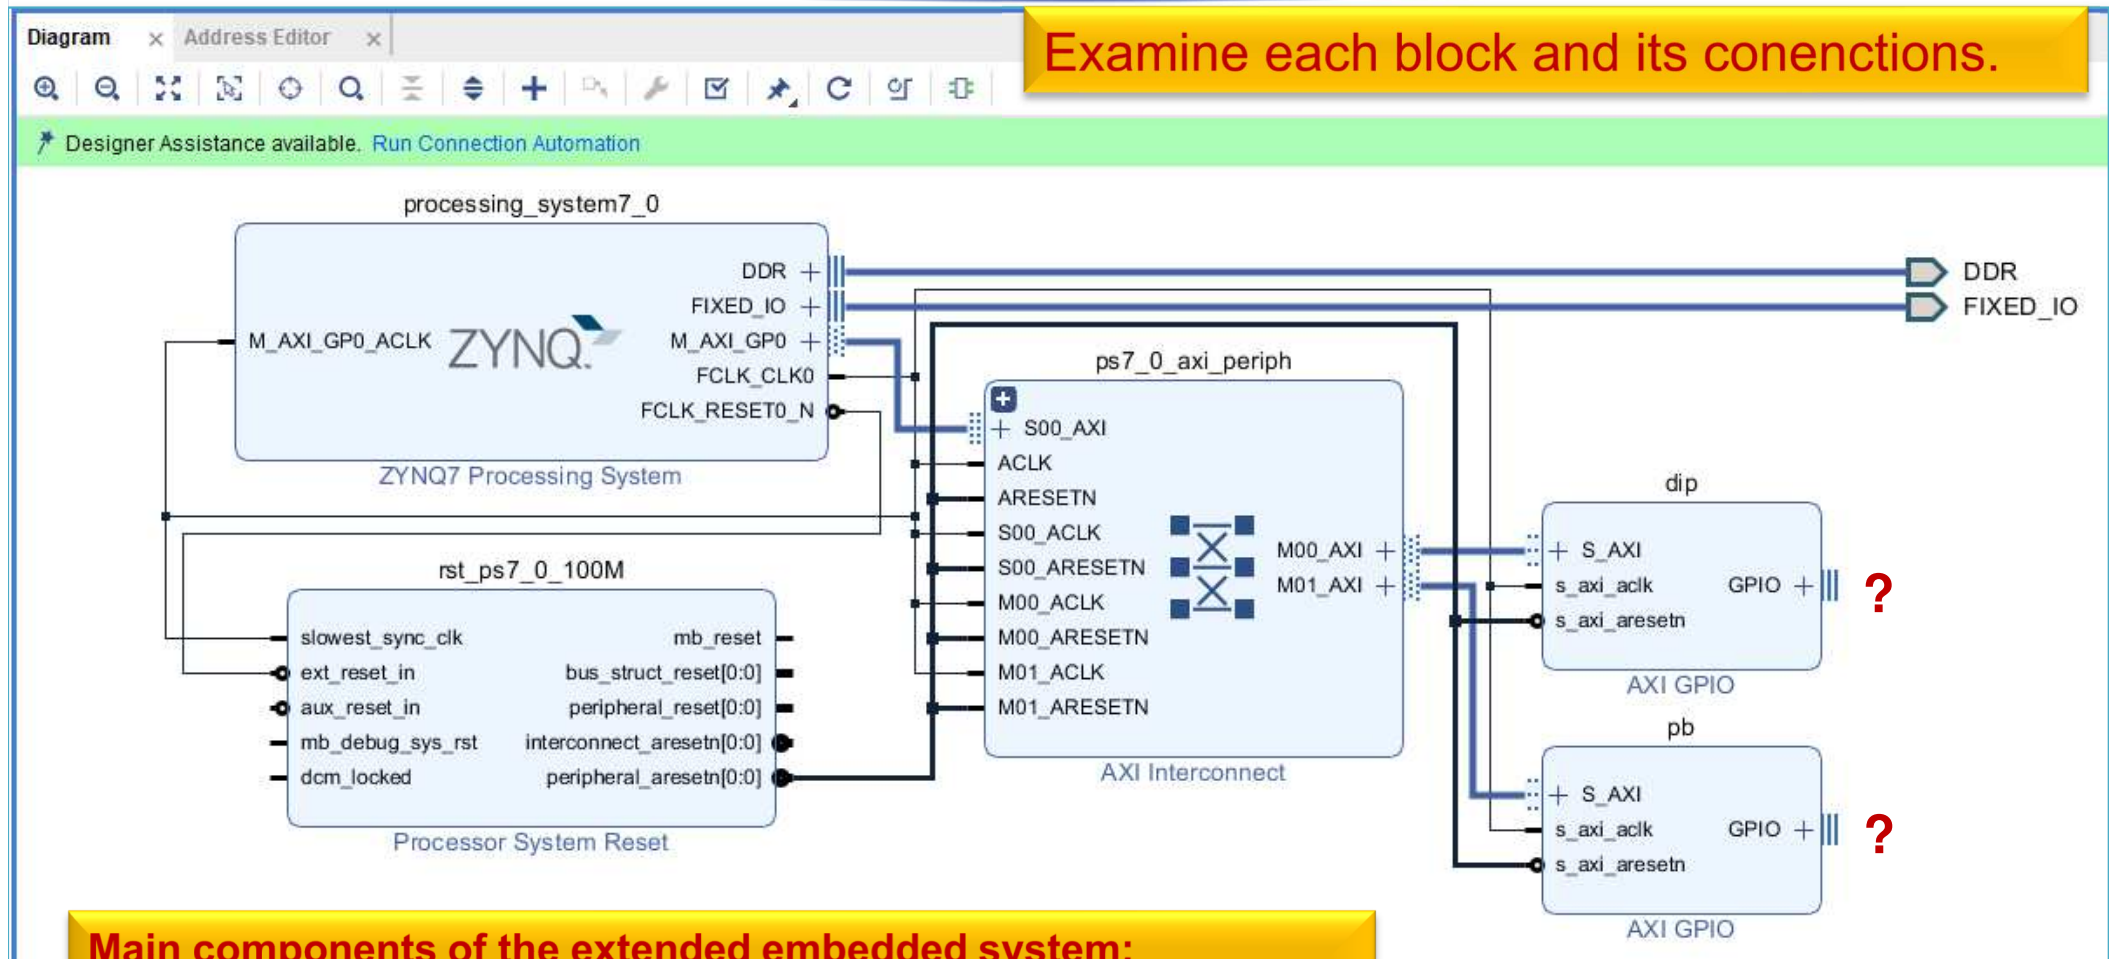 Diagram × Address Editor ×
Examine each block and its conenctions.
Designer Assistance available. Run Connection Automation
processing_system7_0
DDR
FIXED_IO
M_AXI_GP0_ACLK
ZYNQ.
M_AXI_GP0
FCLK_CLK0
FCLK_RESET0_N
ZYNQ7 Processing System
DDR
FIXED_IO
ps7_0_axi_periph
S00_AXI
ACLK
ARESETN
S00_ACLK
S00_ARESETN
M00_ACLK
M00_ARESETN
M01_ACLK
M01_ARESETN
M00_AXI
M01_AXI
AXI Interconnect
rst_ps7_0_100M
slowest_sync_clk
ext_reset_in
aux_reset_in
mb_debug_sys_rst
dcm_locked
mb_reset
bus_struct_reset[0:0]
peripheral_reset[0:0]
interconnect_aresetn[0:0]
peripheral_aresetn[0:0]
Processor System Reset
dip
S_AXI
s_axi_aclk
s_axi_aresetn
GPIO
?
AXI GPIO
pb
S_AXI
s_axi_aclk
s_axi_aresetn
GPIO
?
AXI GPIO
Main components of the extended embedded system: